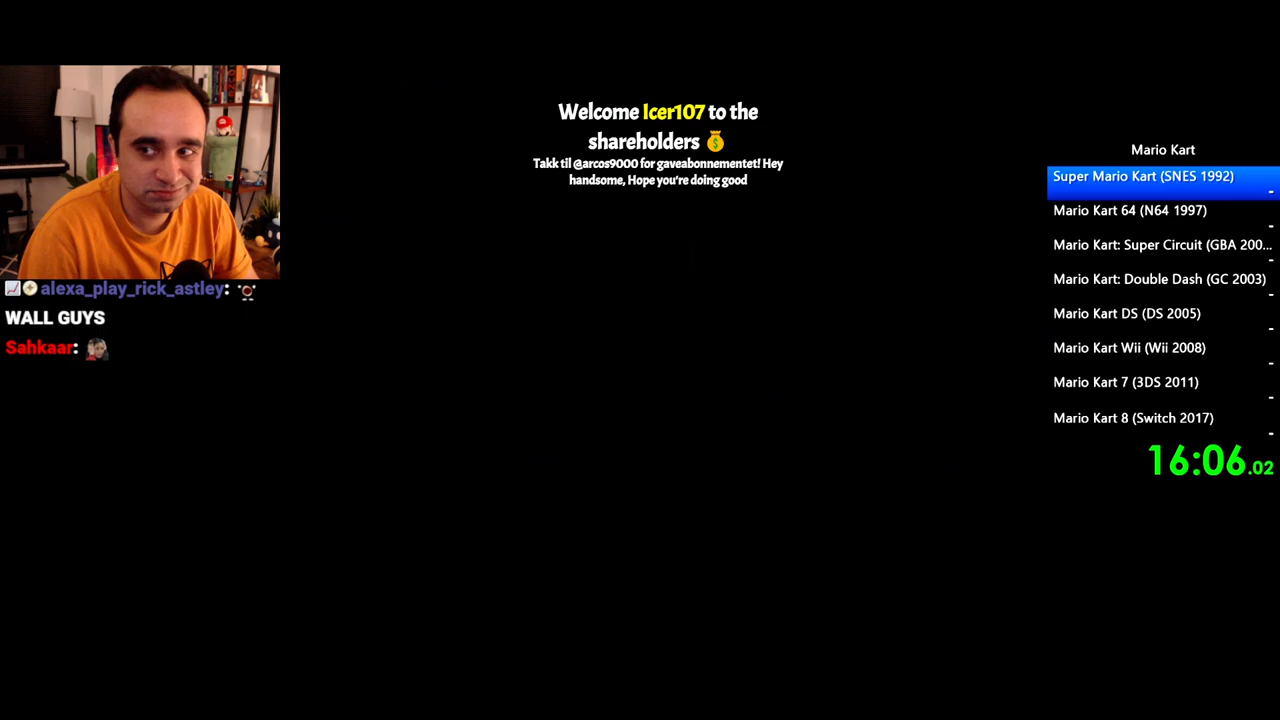 Welcome Icer107 to the
shareholders
Takk til @arcos9000 for gaveabonnementet! Hey
handsome, Hope you're doing good
alexa_play_rick_astley:
WALL GUYS
Sahkaar:
Mario Kart
Super Mario Kart (SNES 1992)
-
Mario Kart 64 (N64 1997)
-
Mario Kart: Super Circuit (GBA 200...
-
Mario Kart: Double Dash (GC 2003)
-
Mario Kart DS (DS 2005)
-
Mario Kart Wii (Wii 2008)
-
Mario Kart 7 (3DS 2011)
-
Mario Kart 8 (Switch 2017)
-
16:06.02